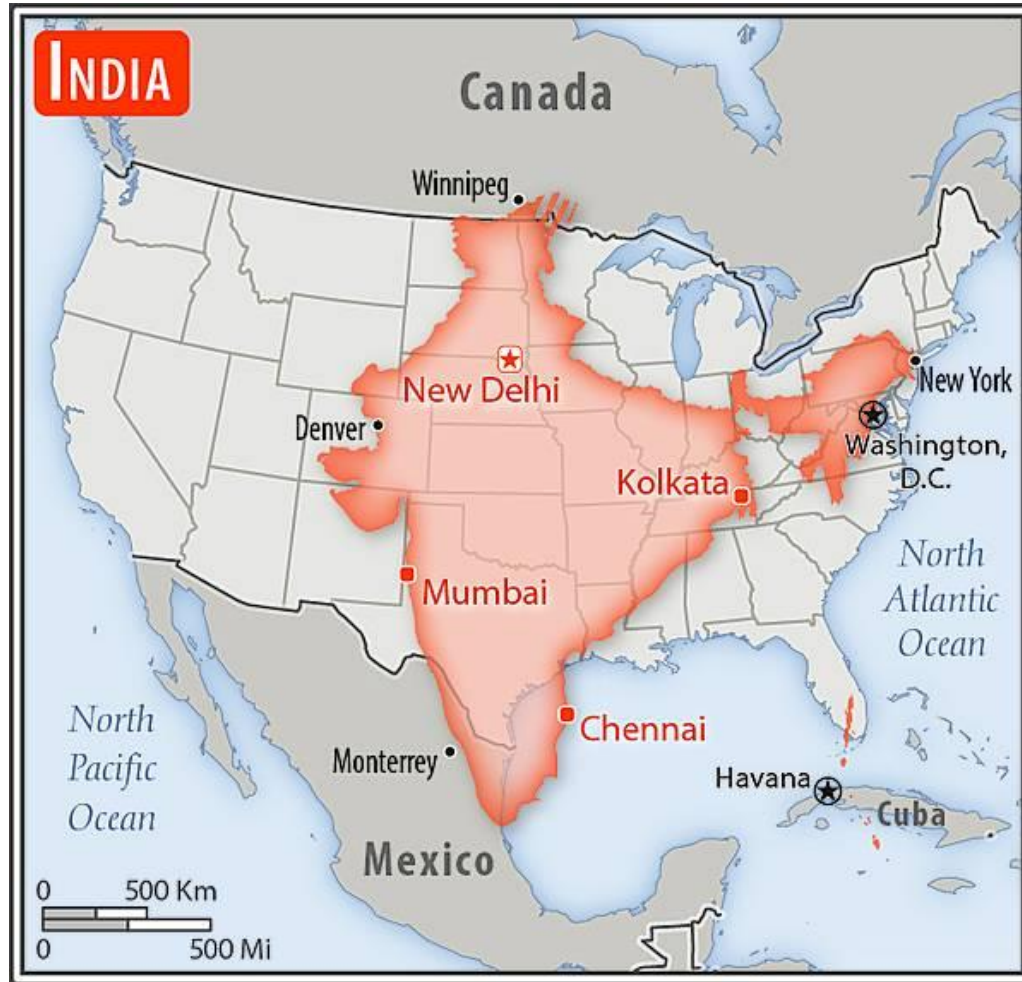 INDIA
Canada
Winnipeg
New Delhi
New York
Denver
Washington,
D.C.
Kolkata
North
Atlantic
Ocean
Mumbai
North
Pacific
Ocean
Chennai
Monterrey
Havana
Cuba
Mexico
0 500 Km
0 500 Mi